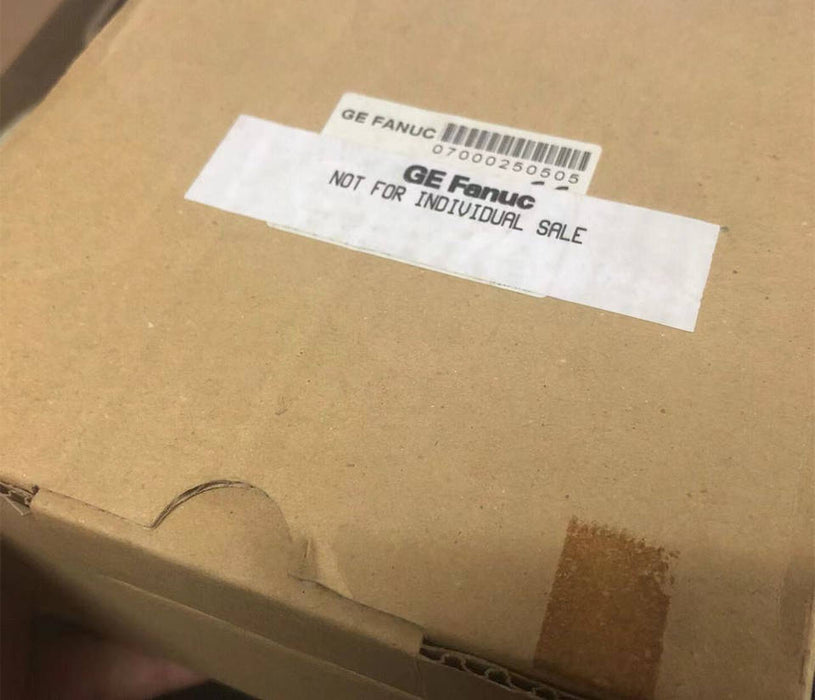 GE FANUC
07000250505
GE Fanuc
NOT FOR INDIVIDUAL SALE